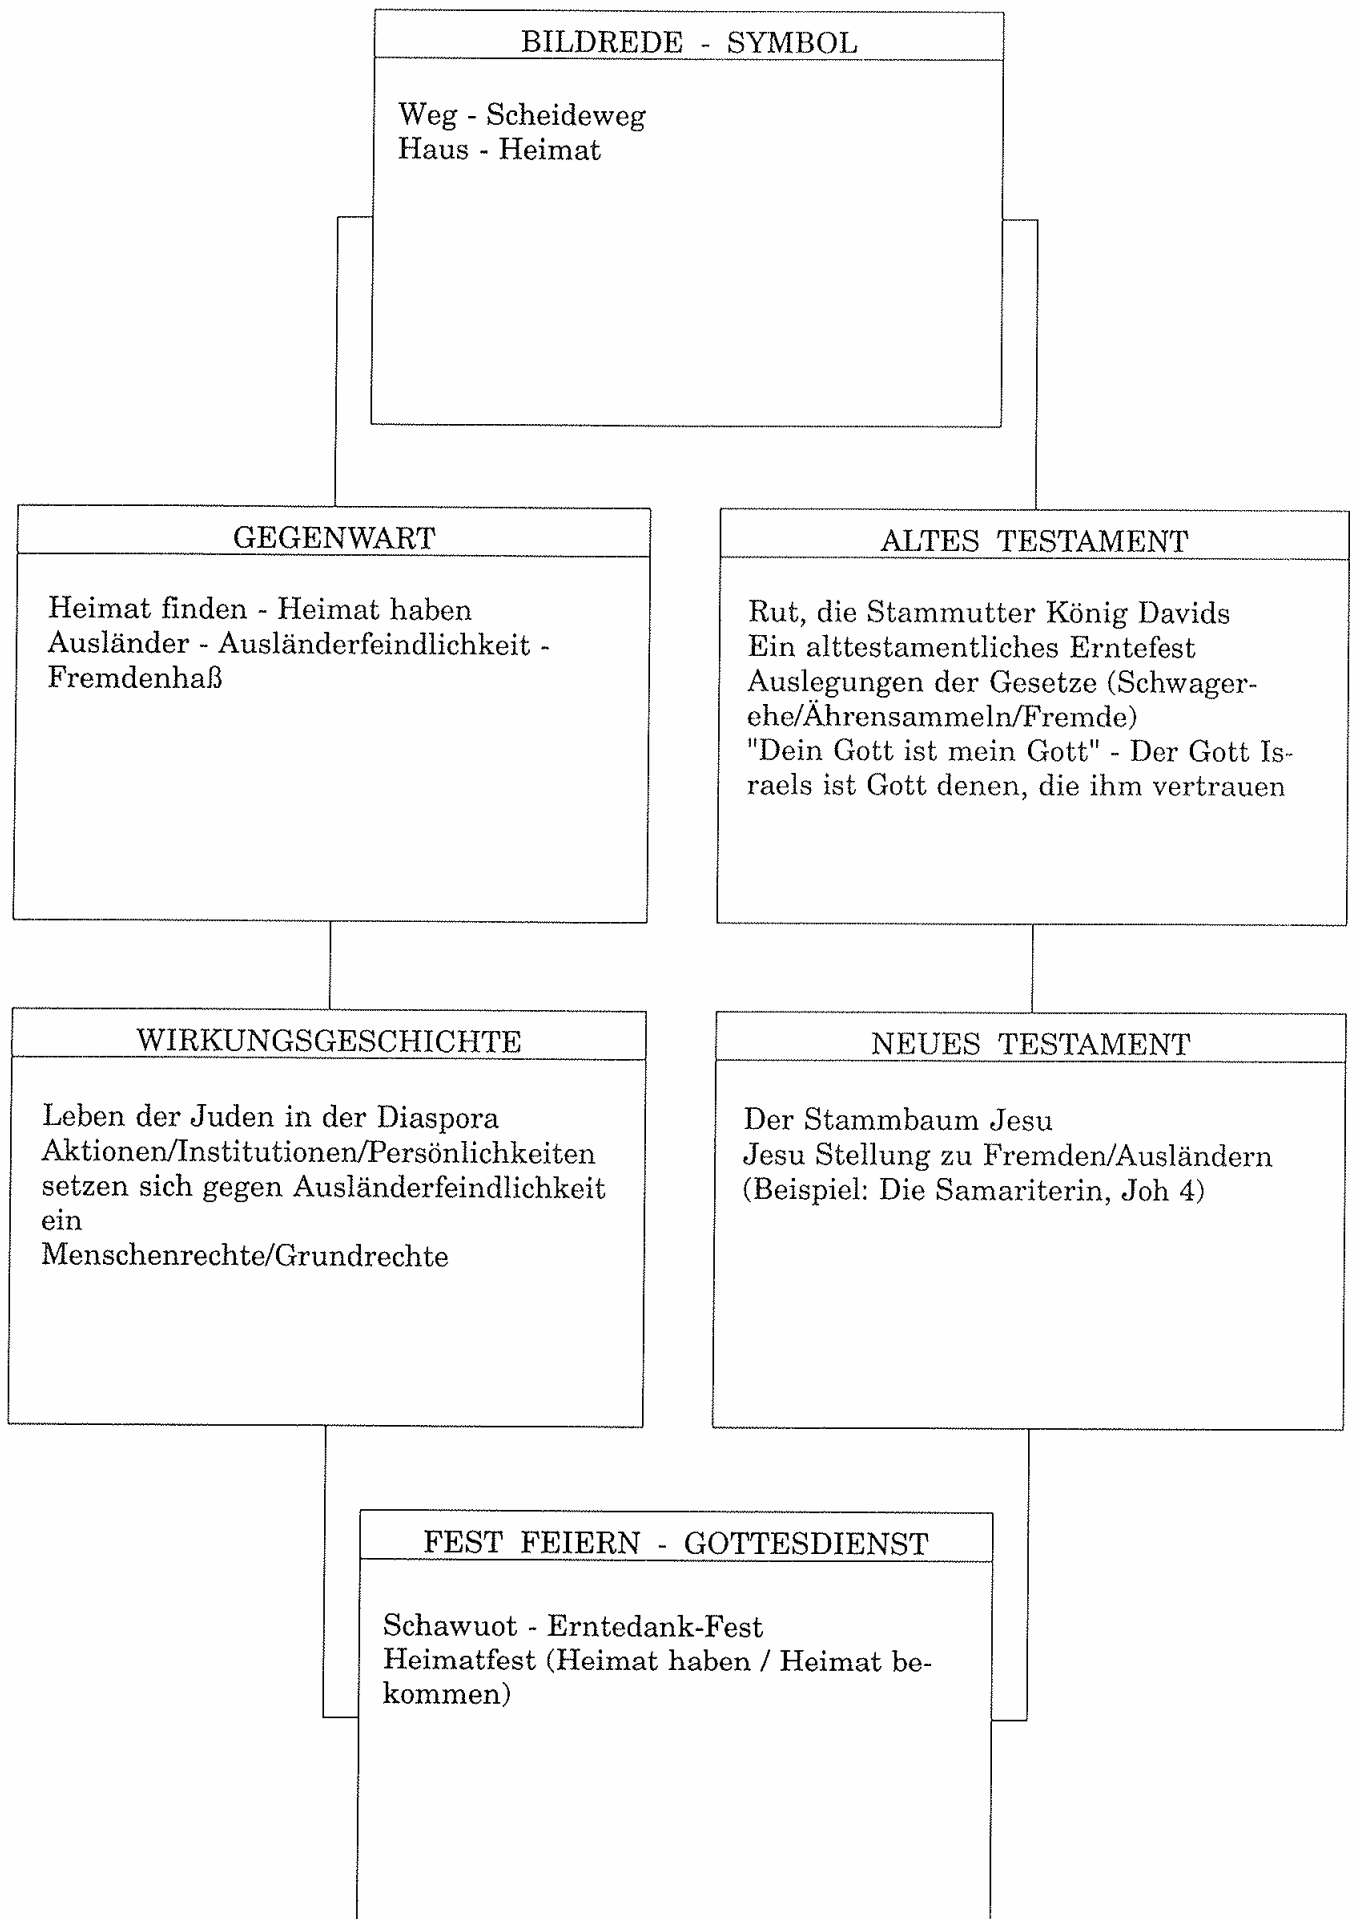 BILDREDE - SYMBOL
Weg - Scheideweg
Haus - Heimat
GEGENWART
Heimat finden - Heimat haben
Ausländer - Ausländerfeindlichkeit -
Fremdenhaß
ALTES TESTAMENT
Rut, die Stammutter König Davids
Ein alttestamentliches Erntefest
Auslegungen der Gesetze (Schwager-
ehe/Ährensammeln/Fremde)
"Dein Gott ist mein Gott" - Der Gott Is-
raels ist Gott denen, die ihm vertrauen
WIRKUNGSGESCHICHTE
Leben der Juden in der Diaspora
Aktionen/Institutionen/Persönlichkeiten
setzen sich gegen Ausländerfeindlichkeit
ein
Menschenrechte/Grundrechte
NEUES TESTAMENT
Der Stammbaum Jesu
Jesu Stellung zu Fremden/Ausländern
(Beispiel: Die Samariterin, Joh 4)
FEST FEIERN - GOTTESDIENST
Schawuot - Erntedank-Fest
Heimatfest (Heimat haben / Heimat be-
kommen)